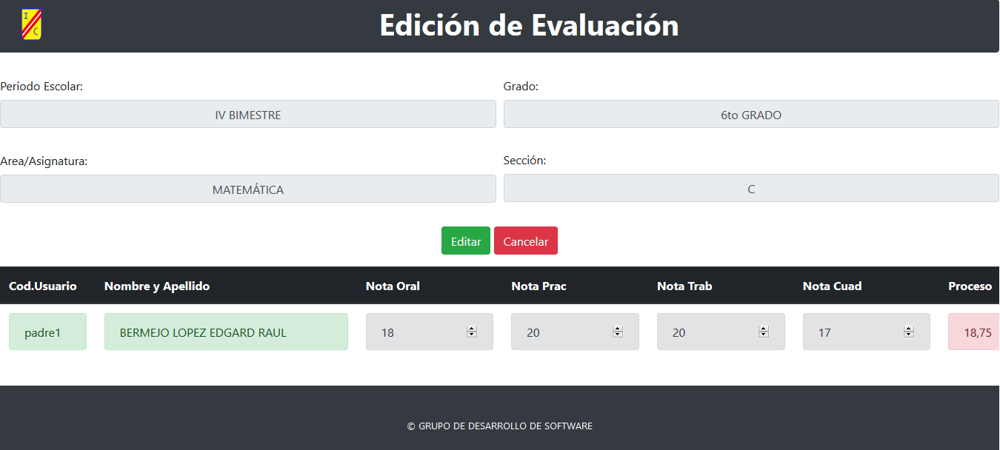 I
C
Edición de Evaluación
Periodo Escolar:
Grado:
IV BIMESTRE
6to GRADO
Area/Asignatura:
Sección:
MATEMÁTICA
C
Editar Cancelar
Cod.Usuario Nombre y Apellido Nota Oral Nota Prac Nota Trab Nota Cuad Proceso
padre1 BERMEJO LOPEZ EDGARD RAUL 18 20 20 17 18,75
© GRUPO DE DESARROLLO DE SOFTWARE